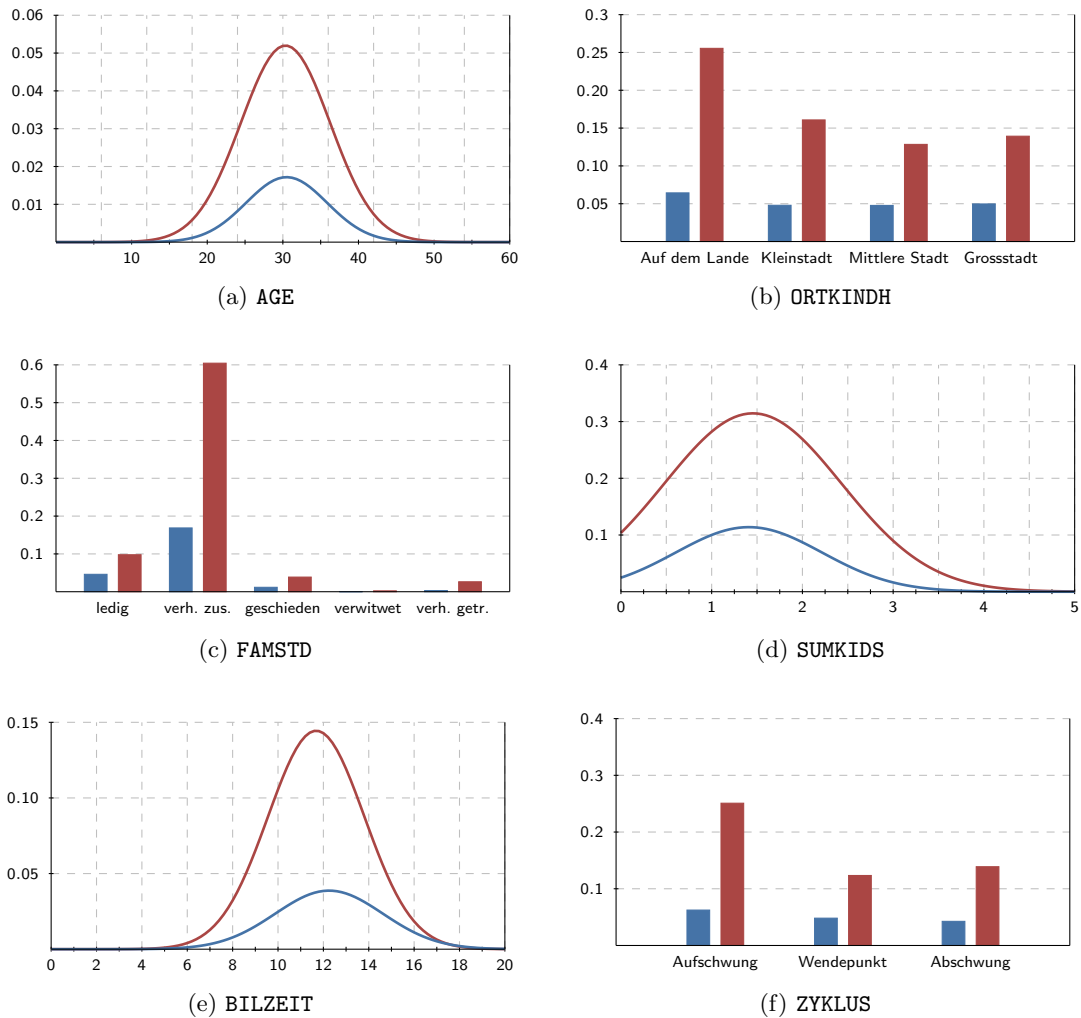 0.06
0.05
0.04
0.03
0.02
0.01
10 20 30 40 50 60
(a) AGE
0.3
0.25
0.20
0.15
0.10
0.05
Auf dem Lande Kleinstadt Mittlere Stadt Grossstadt
(b) ORTKINDH
0.6
0.5
0.4
0.3
0.2
0.1
ledig verh. zus. geschieden verwitwet verh. getr.
(c) FAMSTD
0.4
0.3
0.2
0.1
0 1 2 3 4 5
(d) SUMKIDS
0.15
0.10
0.05
0 2 4 6 8 10 12 14 16 18 20
(e) BILZEIT
0.4
0.3
0.2
0.1
Aufschwung Wendepunkt Abschwung
(f) ZYKLUS